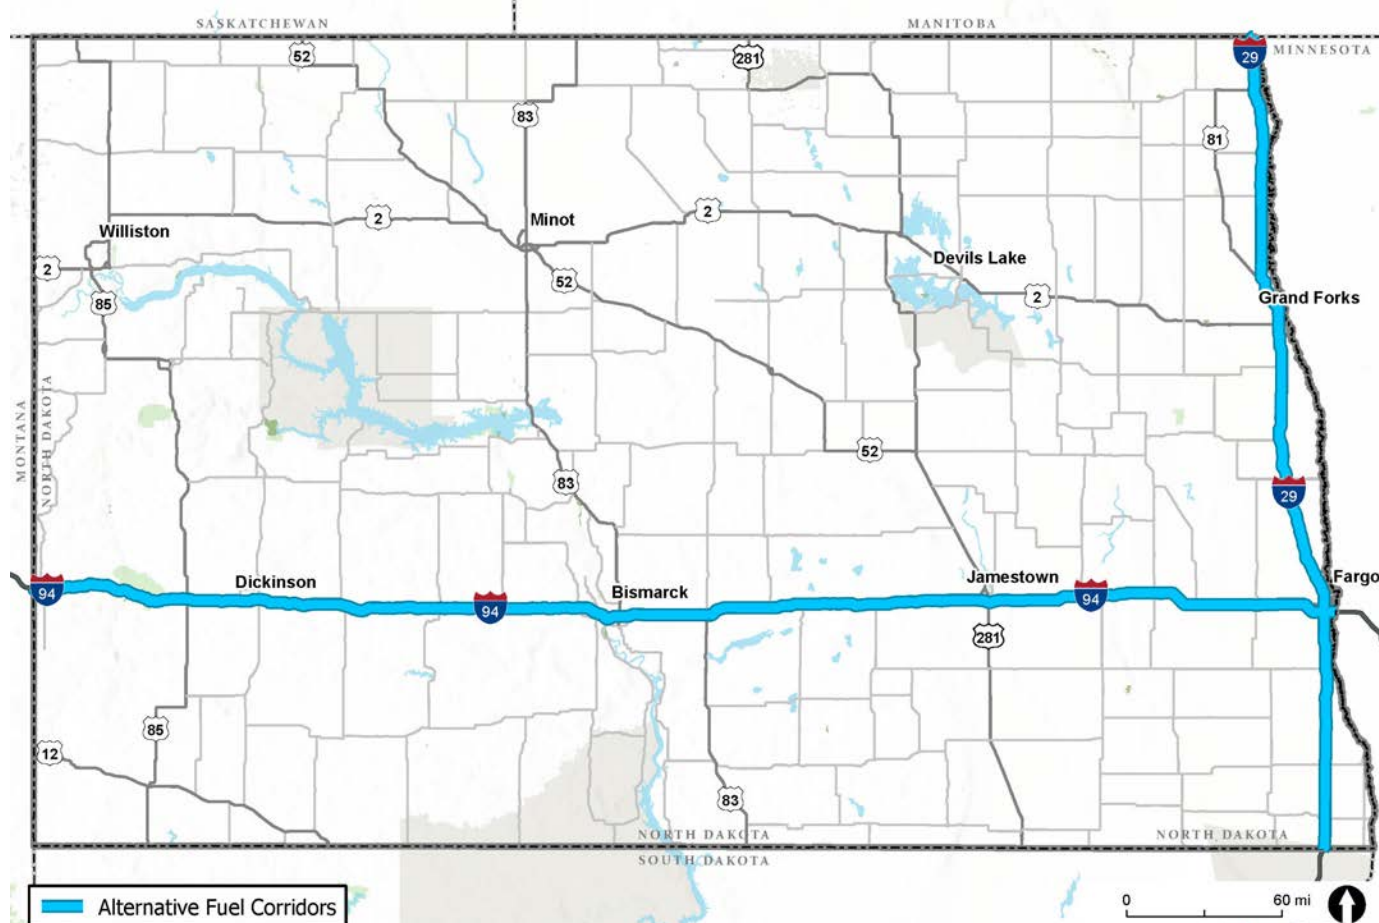 SASKATCHEWAN
MANITOBA
52
281
29
MINNESOTA
83
81
2
Minot
2
Williston
2
52
Devils Lake
2
85
Grand Forks
MONTANA
NORTH DAKOTA
52
83
29
94
Dickinson
94
Bismarck
Jamestown
94
Fargo
281
85
12
83
NORTH DAKOTA
SOUTH DAKOTA
NORTH DAKOTA
Alternative Fuel Corridors
0
60 mi